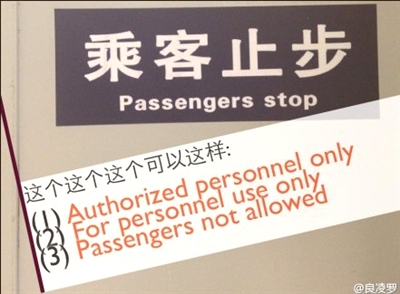 乘客止步
Passengers stop
这个这个这个可以这样:
(1) Authorized personnel only
(2) For personnel use only
(3) Passengers not allowed
@良凌罗